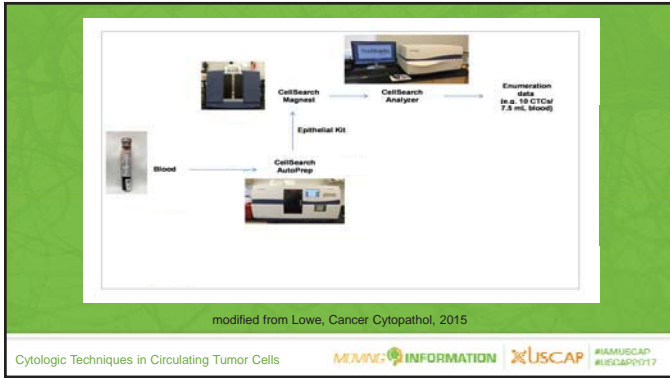 CellSearch
Magnest
CellSearch
Analyzer
Enumeration
data
(e.g. 10 CTCs/
7.5 mL blood)
Epithelial Kit
Blood
CellSearch
AutoPrep
modified from Lowe, Cancer Cytopathol, 2015
Cytologic Techniques in Circulating Tumor Cells
MOVING INFORMATION
USCAP
#IAMUSCAP
#USCAP2017